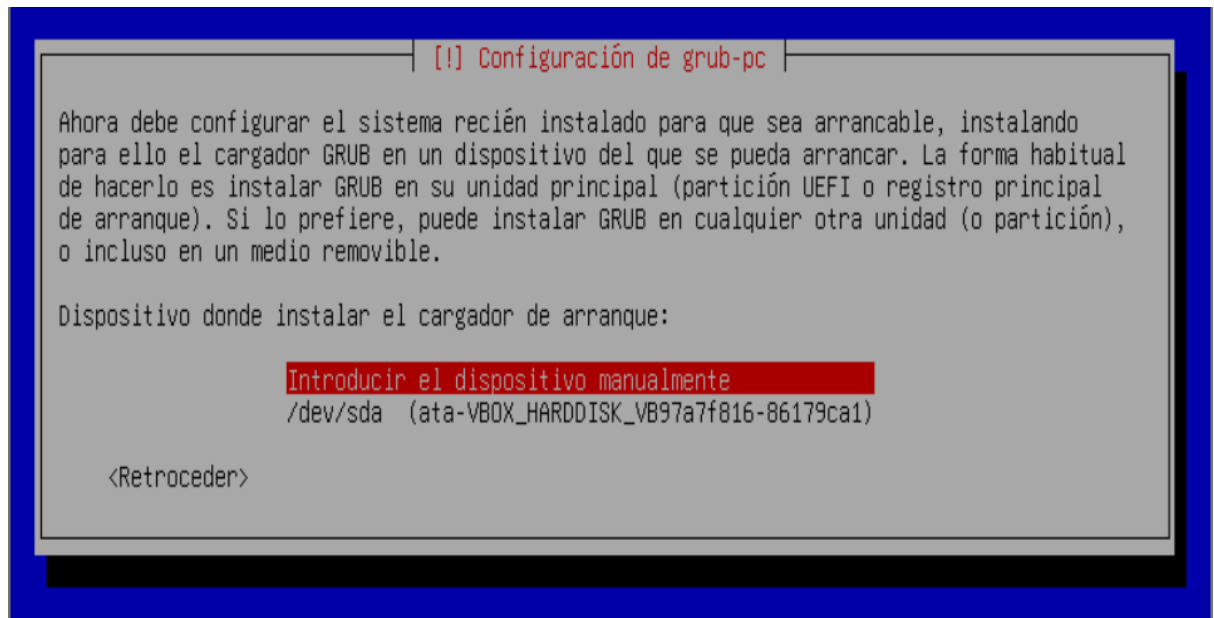 [!] Configuración de grub-pc
Ahora debe configurar el sistema recién instalado para que sea arrancable, instalando
para ello el cargador GRUB en un dispositivo del que se pueda arrancar. La forma habitual
de hacerlo es instalar GRUB en su unidad principal (partición UEFI o registro principal
de arranque). Si lo prefiere, puede instalar GRUB en cualquier otra unidad (o partición),
o incluso en un medio removible.
Dispositivo donde instalar el cargador de arranque:
Introducir el dispositivo manualmente
/dev/sda (ata-VBOX_HARDDISK_VB97a7f816-86179ca1)
<Retroceder>